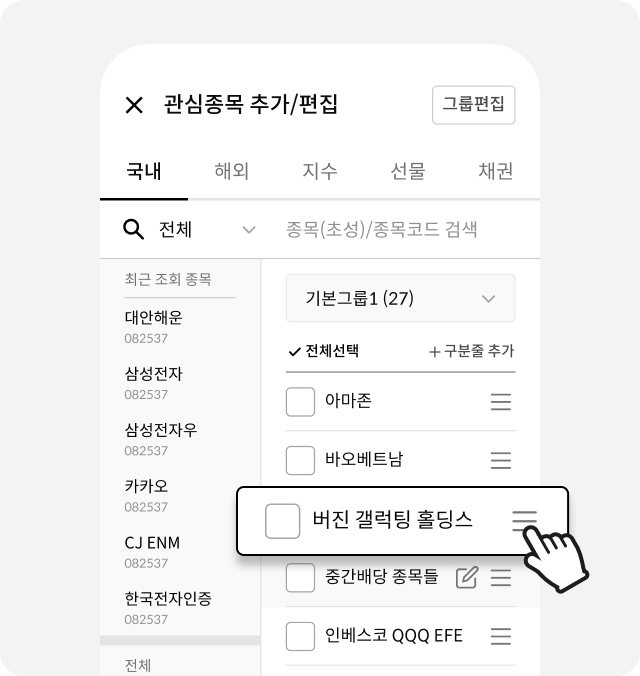 관심종목 추가/편집
그룹편집
국내 해외 지수 선물 채권
전체
종목(초성)/종목코드 검색
최근 조회 종목
대안해운
082537
삼성전자
082537
삼성전자우
082537
카카오
082537
CJ ENM
082537
한국전자인증
082537
전체
기본그룹1 (27)
전체선택
+ 구분줄 추가
아마존
바오베트남
버진 갤럭팅 홀딩스
중간배당 종목들
인베스코 QQQ EFE